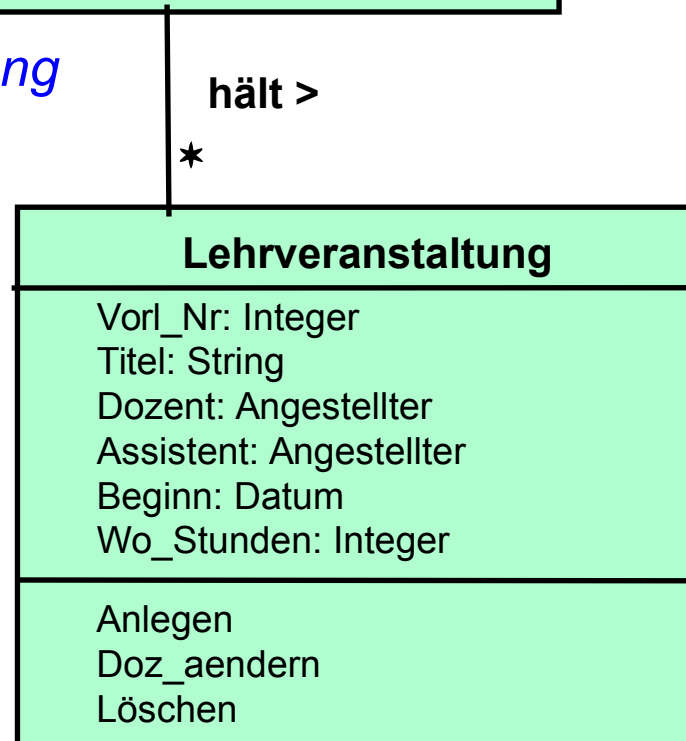 ng
hält >
*
Lehrveranstaltung
Vorl_Nr: Integer
Titel: String
Dozent: Angestellter
Assistent: Angestellter
Beginn: Datum
Wo_Stunden: Integer
Anlegen
Doz_aendern
Löschen